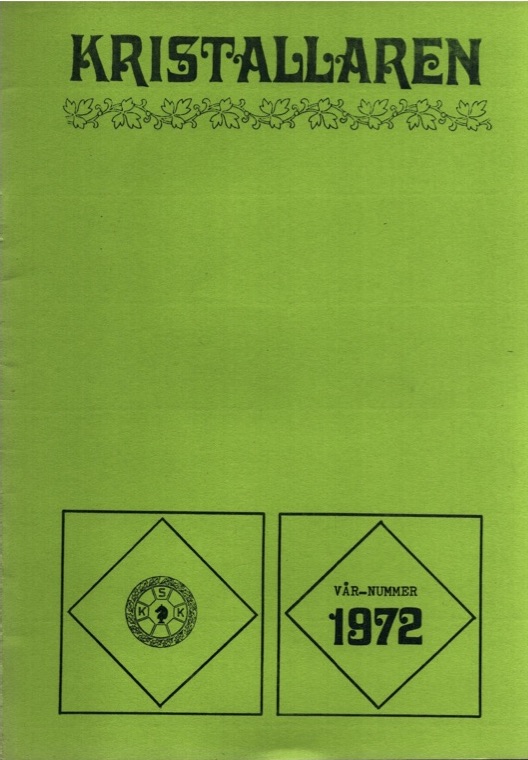 KRISTALLAREN
S
K K
VÅR-NUMMER
1972